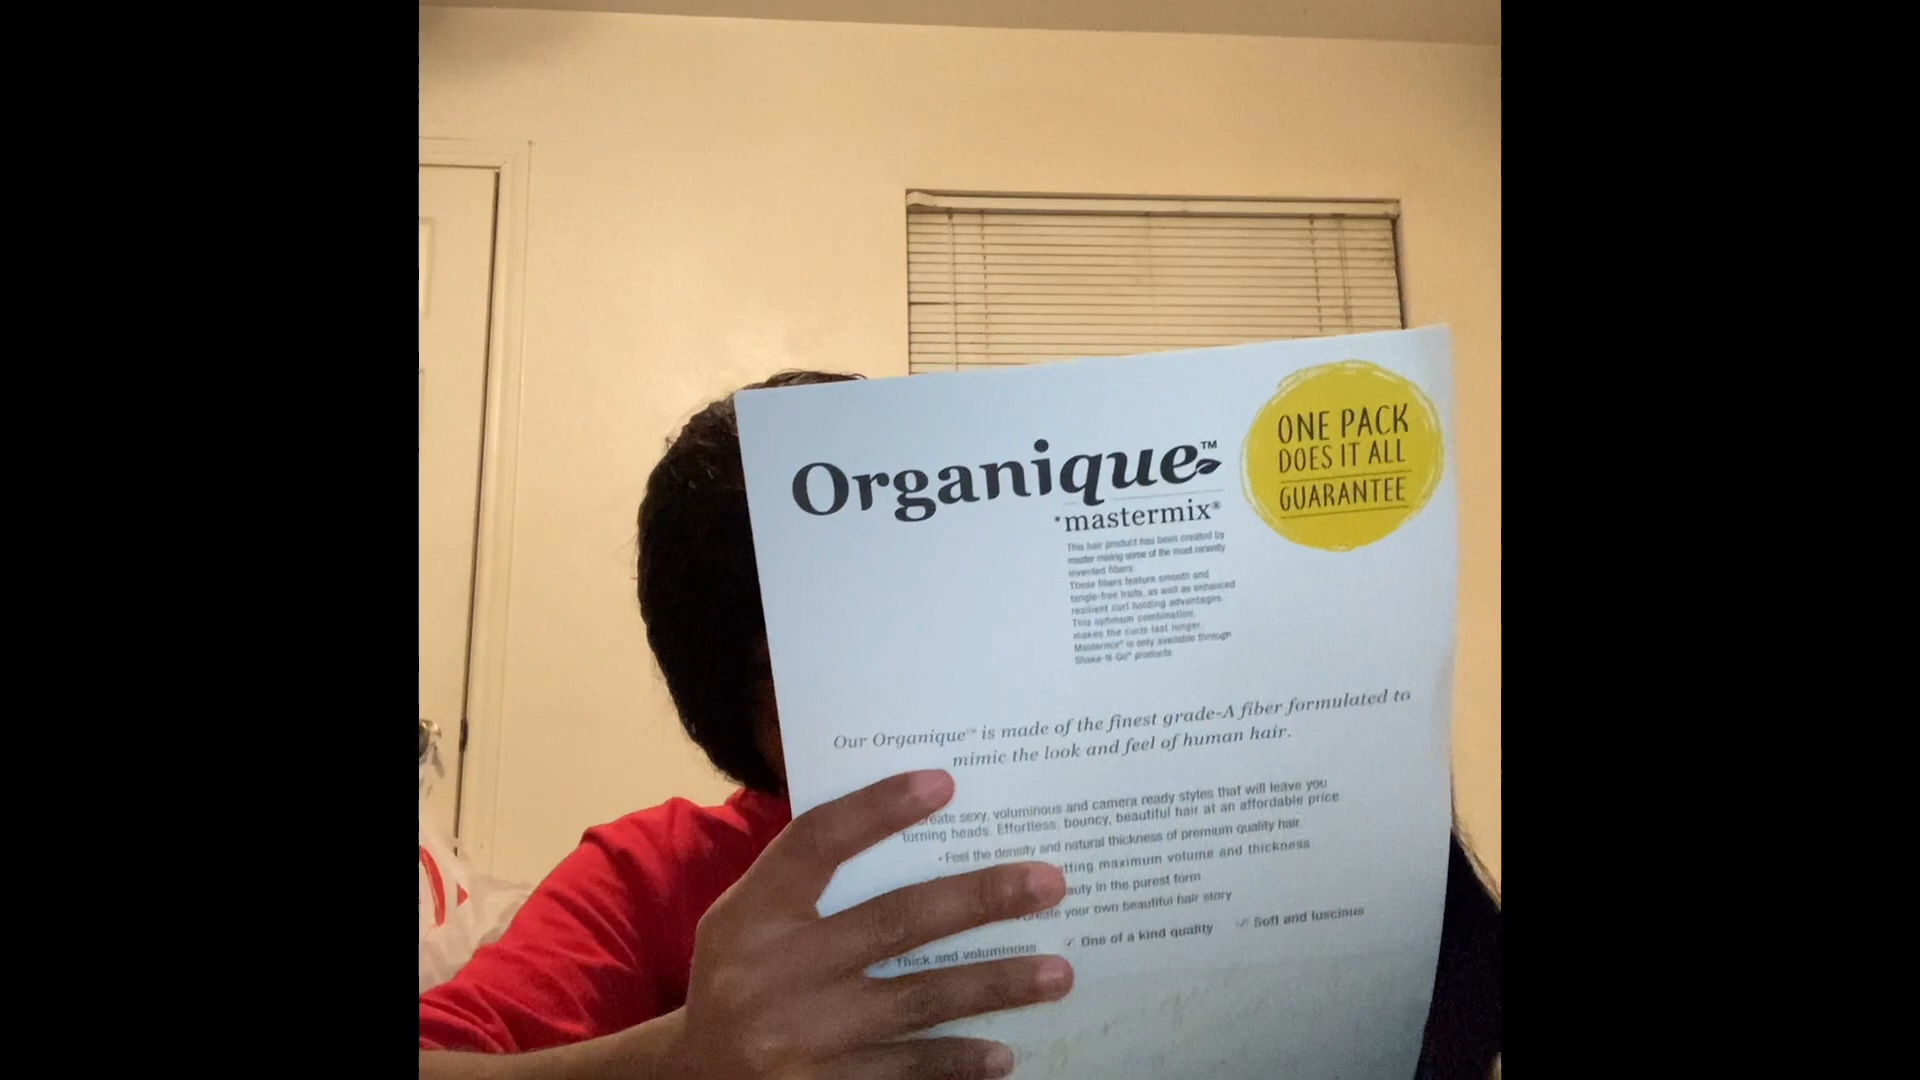 Organique™
*mastermix®
This hair product has been created by
master mixing some of the most recently
invented fibers.
These fibers feature smooth and
tangle-free traits, as well as enhanced
resilient curl holding advantages.
This optimum combination,
makes the curls last longer.
Mastermix® is only available through
Shake-N-Go® products
ONE PACK
DOES IT ALL
GUARANTEE
Our Organique™ is made of the finest grade-A fiber formulated to
mimic the look and feel of human hair.
sexy, voluminous and camera ready styles that will leave you
turning heads. Effortless, bouncy, beautiful hair at an affordable price
• Feel the density and natural thickness of premium quality hair
maximum volume and thickness
in the purest form
your own beautiful hair story
Thick and voluminous ✓ One of a kind quality ✓ Soft and luscious